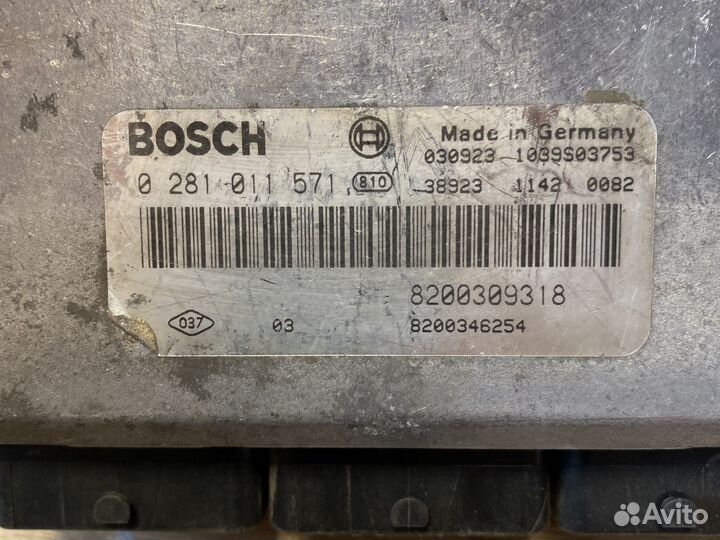 BOSCH
Made in Germany
030923 1039S03753
0 281 011 571 810 38923 1142 0082
8200309318
037 03 8200346254
Avito